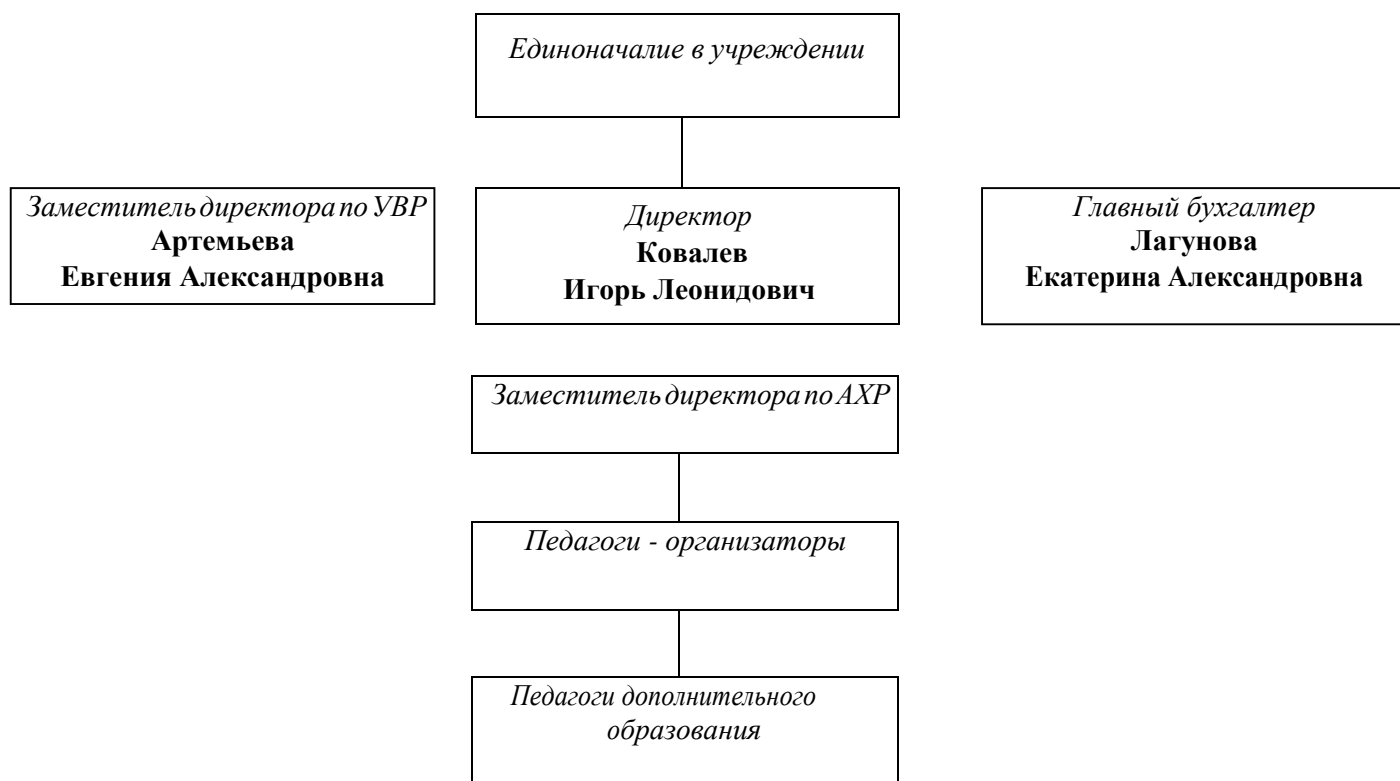 Единоначалие в учреждении
Заместитель директора по УВР
Артемьева
Евгения Александровна
Директор
Ковалев
Игорь Леонидович
Главный бухгалтер
Лагунова
Екатерина Александровна
Заместитель директора по АХР
Педагоги - организаторы
Педагоги дополнительного
образования